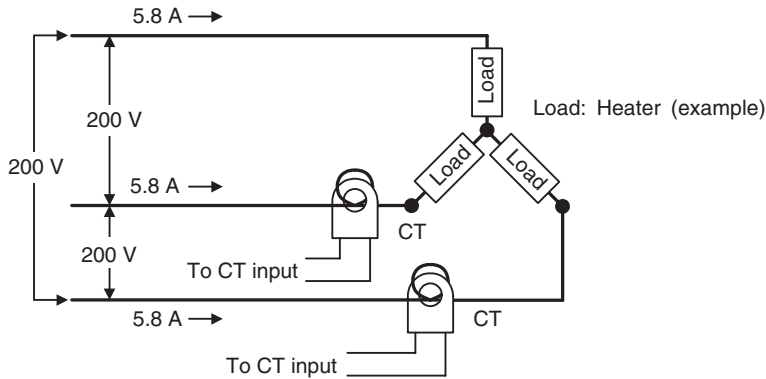 5.8 A
Load
Load: Heater (example)
200 V
Load
Load
200 V
5.8 A
CT
200 V
To CT input
5.8 A
CT
To CT input